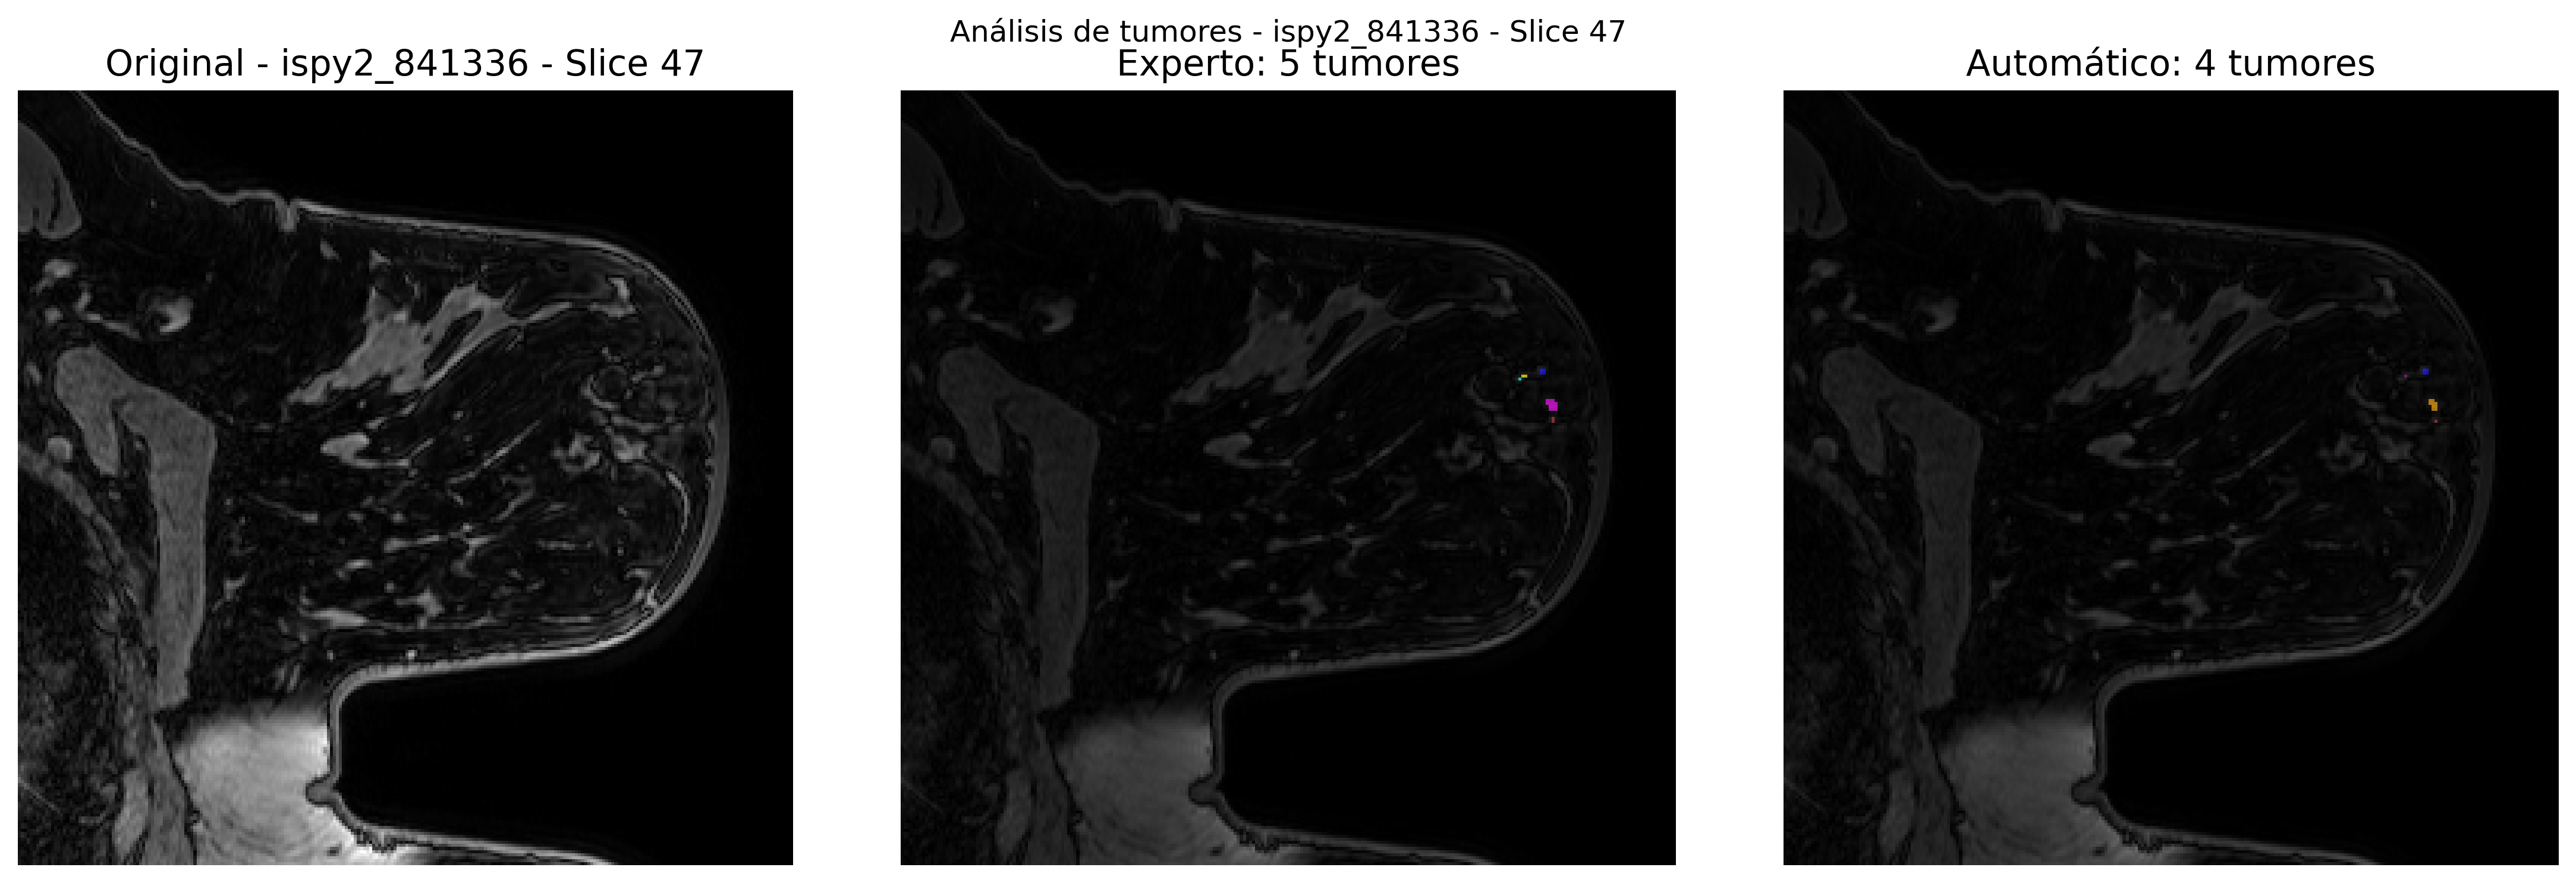 Análisis de tumores - ispy2_841336 - Slice 47
Original - ispy2_841336 - Slice 47
Experto: 5 tumores
Automático: 4 tumores